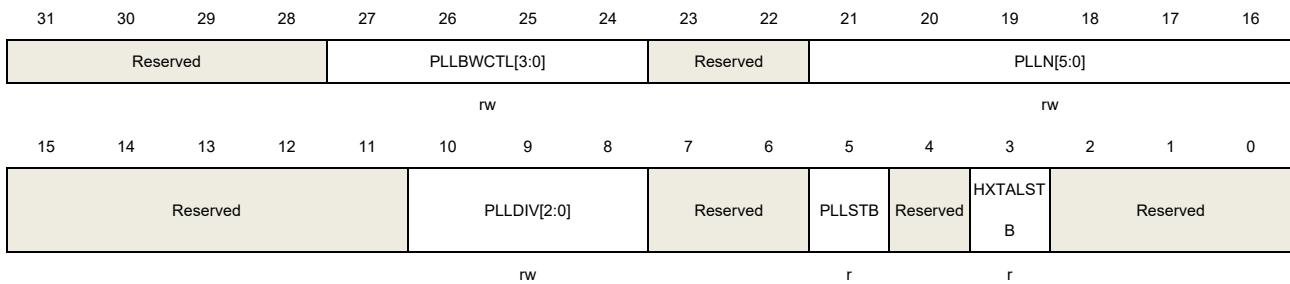 31 30 29 28 27 26 25 24 23 22 21 20 19 18 17 16
Reserved PLLBWCTL[3:0] Reserved PLLN[5:0]
rw rw
15 14 13 12 11 10 9 8 7 6 5 4 3 2 1 0
Reserved PLLDIV[2:0] Reserved PLLSTB Reserved HXTALST
B Reserved
rw r r